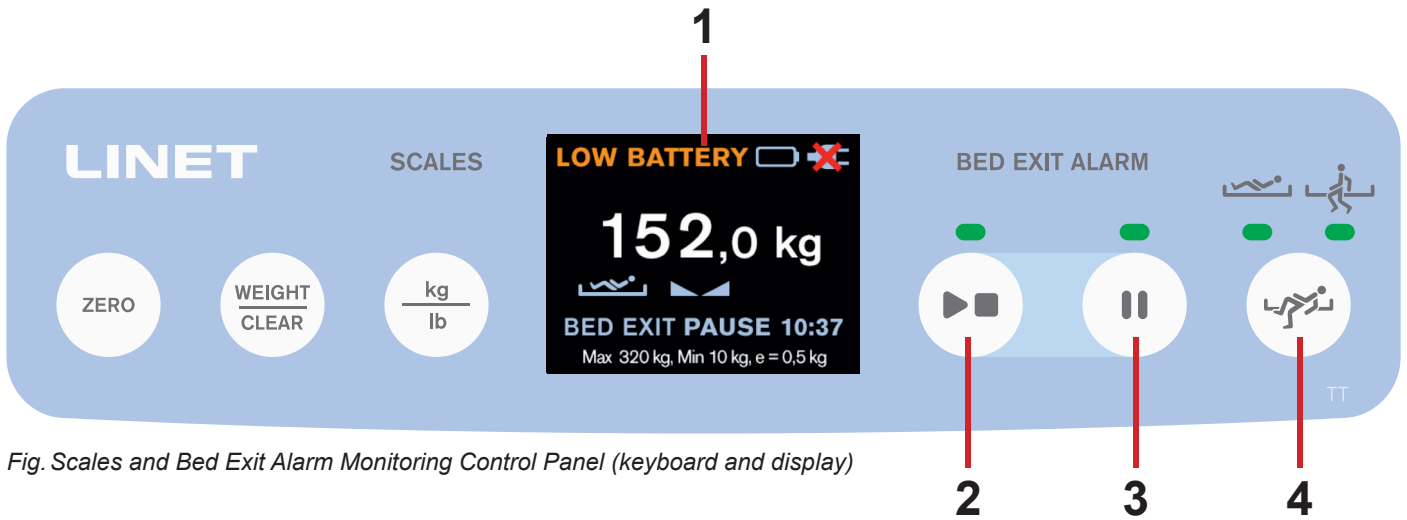 1
LINET
SCALES
LOW BATTERY
BED EXIT ALARM
152,0 kg
ZERO
WEIGHT
CLEAR
kg
lb
BED EXIT PAUSE 10:37
Max 320 kg, Min 10 kg, e = 0,5 kg
TT
Fig. Scales and Bed Exit Alarm Monitoring Control Panel (keyboard and display)
2
3
4